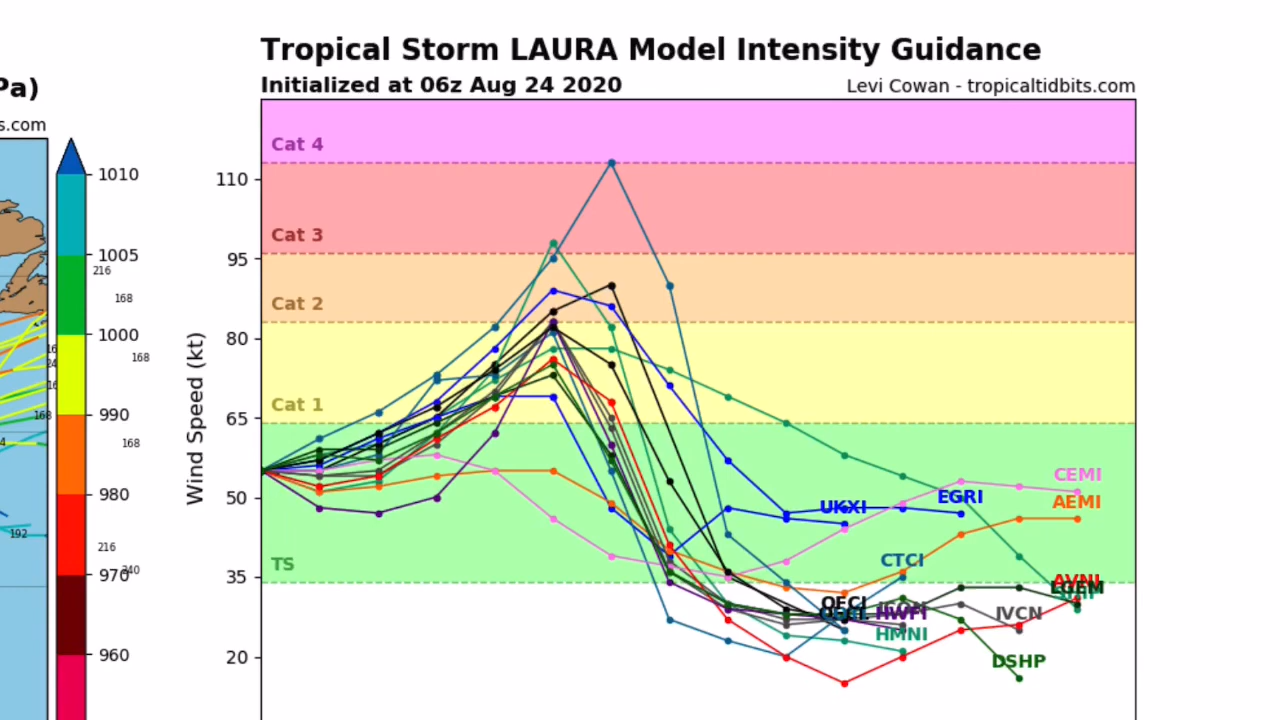 Tropical Storm LAURA Model Intensity Guidance
Initialized at 06z Aug 24 2020
Levi Cowan - tropicaltidbits.com
Pa)
s.com
1010
1005
1000
990
980
970
960
216
168
168
168
168
216
240
192
Wind Speed (kt)
110
95
80
65
50
35
20
Cat 4
Cat 3
Cat 2
Cat 1
TS
CEMI
AEMI
EGRI
UKXI
CTCI
AVNI
LGEM
OFCI
HWFI
IVCN
HMNI
DSHP